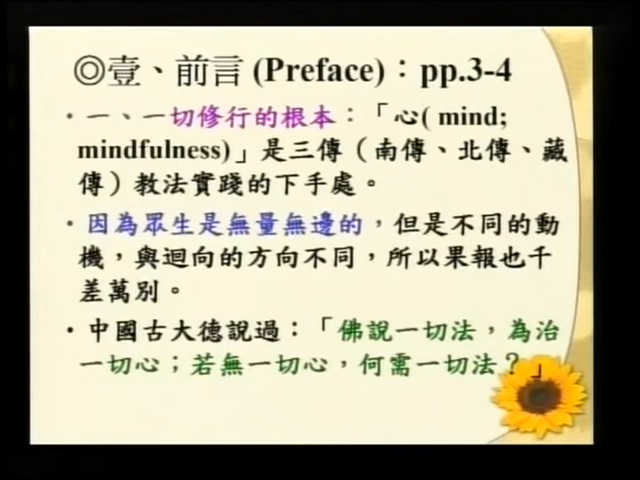 ◎壹、前言 (Preface)：pp.3-4
·一、一切修行的根本：「心( mind;
mindfulness)」是三傳（南傳、北傳、藏
傳）教法實踐的下手處。
·因為眾生是無量無邊的，但是不同的動
機，與迴向的方向不同，所以果報也千
差萬別。
·中國古大德說過：「佛說一切法，為治
一切心；若無一切心，何需一切法？」